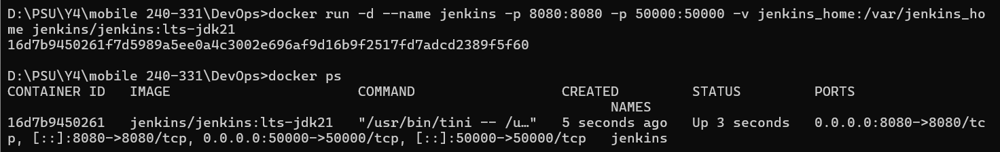 D:\PSU\Y4\mobile 240-331\DevOps>docker run -d --name jenkins -p 8080:8080 -p 50000:50000 -v jenkins_home:/var/jenkins_ho
me jenkins/jenkins:lts-jdk21
16d7b9450261f7d5989a5ee0a4c3002e696af9d16b9f2517fd7adcd2389f5f60
D:\PSU\Y4\mobile 240-331\DevOps>docker ps
CONTAINER ID   IMAGE                       COMMAND                  CREATED         STATUS         PORTS
                                                                          NAMES
16d7b9450261   jenkins/jenkins:lts-jdk21   "/usr/bin/tini -- /u…"   5 seconds ago   Up 3 seconds   0.0.0.0:8080->8080/tc
p, [::]:8080->8080/tcp, 0.0.0.0:50000->50000/tcp, [::]:50000->50000/tcp   jenkins